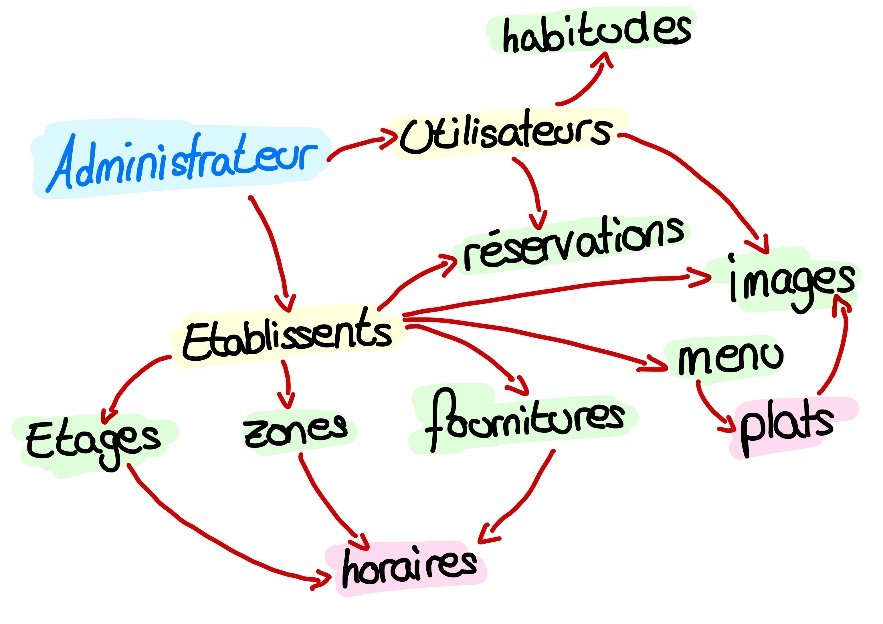 habitudes
Utilisateurs
Administrateur
réservations
images
Etablissents
menu
plats
fournitures
zones
Etages
horaires